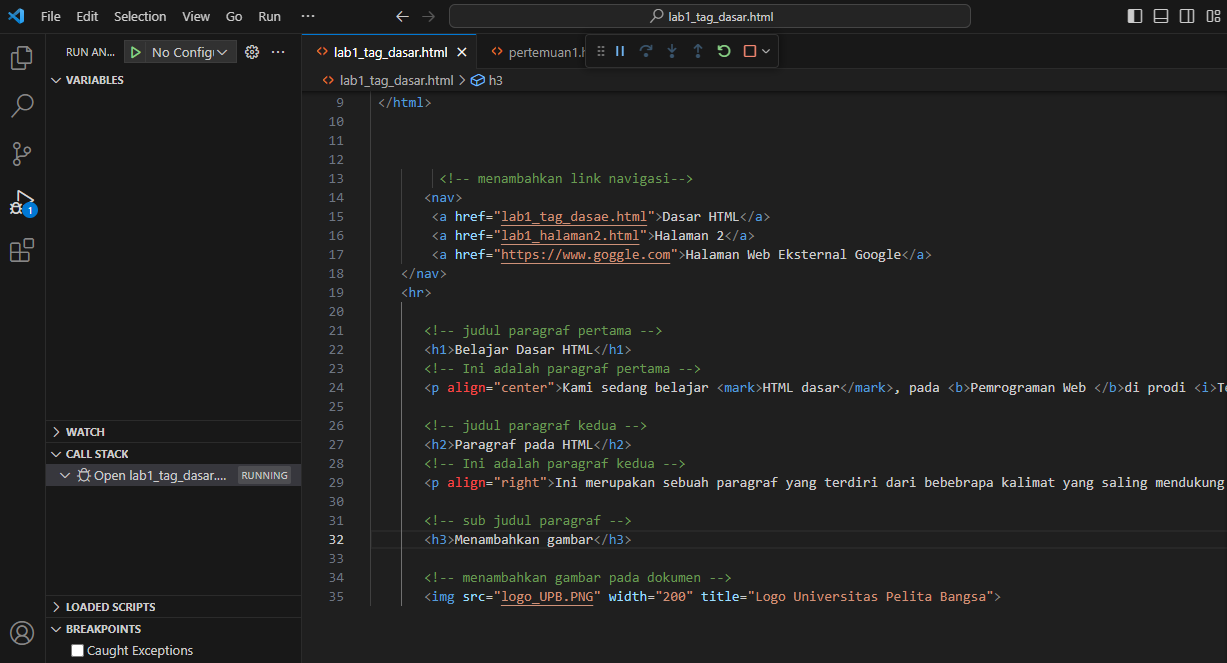 File Edit Selection View Go Run ···
lab1_tag_dasar.html
RUN AN... No Config
lab1_tag_dasar.html
pertemuan1.h
VARIABLES
lab1_tag_dasar.html > h3
9 </html>
10
11
12
13 <!-- menambahkan link navigasi-->
14 <nav>
15 <a href="lab1_tag_dasae.html">Dasar HTML</a>
16 <a href="lab1_halaman2.html">Halaman 2</a>
17 <a href="https://www.goggle.com">Halaman Web Eksternal Google</a>
18 </nav>
19 <hr>
20
21 <!-- judul paragraf pertama -->
22 <h1>Belajar Dasar HTML</h1>
23 <!-- Ini adalah paragraf pertama -->
24 <p align="center">Kami sedang belajar <mark>HTML dasar</mark>, pada <b>Pemrograman Web </b>di prodi <i>Te
25
26 <!-- judul paragraf kedua -->
27 <h2>Paragraf pada HTML</h2>
28 <!-- Ini adalah paragraf kedua -->
29 <p align="right">Ini merupakan sebuah paragraf yang terdiri dari bebebrapa kalimat yang saling mendukung
30
31 <!-- sub judul paragraf -->
32 <h3>Menambahkan gambar</h3>
33
34 <!-- menambahkan gambar pada dokumen -->
35 <img src="logo_UPB.PNG" width="200" title="Logo Universitas Pelita Bangsa">
1
WATCH
CALL STACK
Open lab1_tag_dasar.... RUNNING
LOADED SCRIPTS
BREAKPOINTS
Caught Exceptions